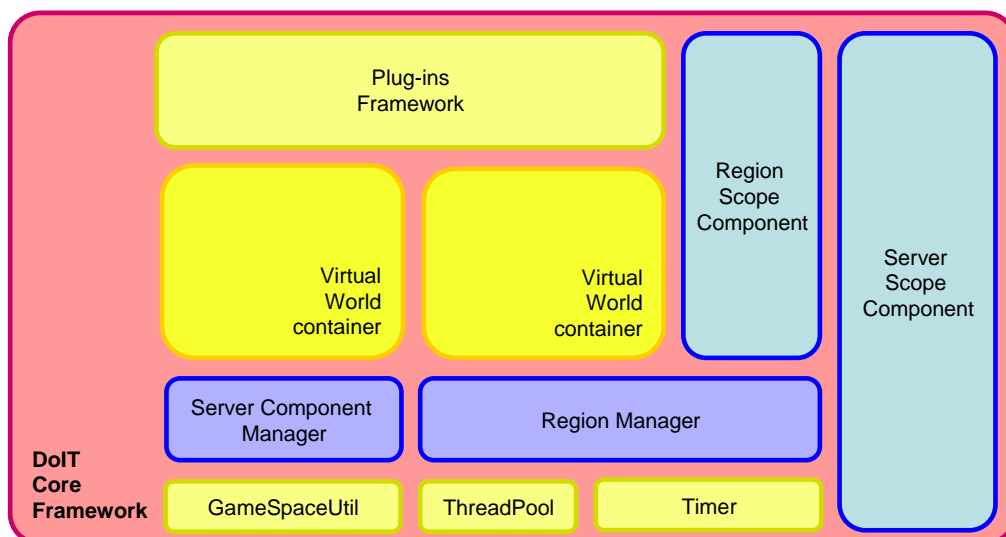 Plug-ins
Framework
Region
Scope
Component
Server
Scope
Component
Virtual
World
container
Virtual
World
container
Server Component
Manager
Region Manager
DoIT
Core
Framework
GameSpaceUtil
ThreadPool
Timer